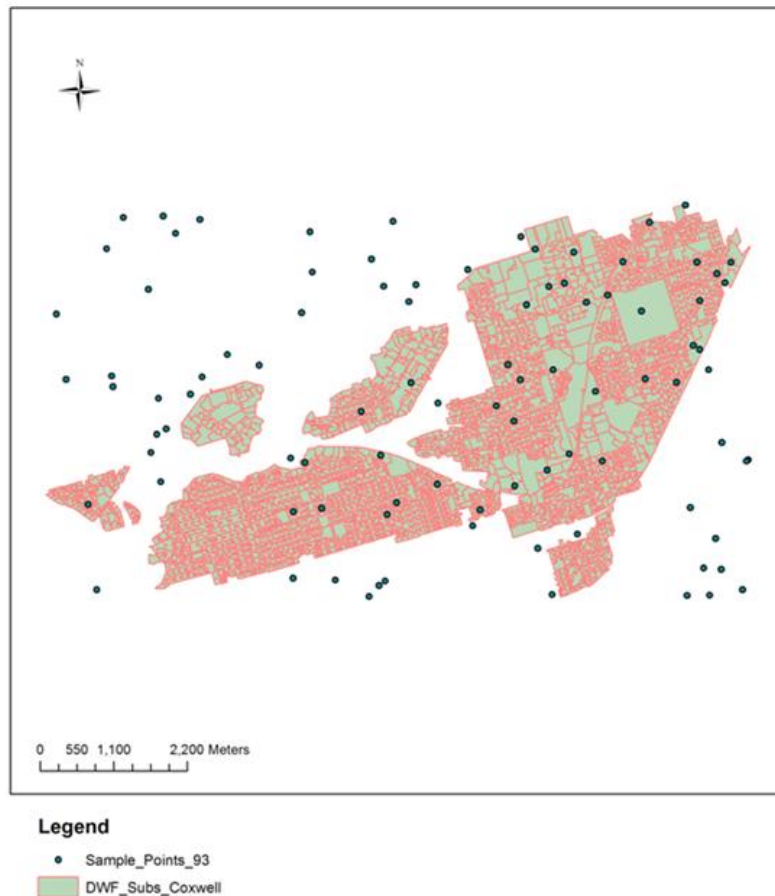 N
0 550 1,100 2,200 Meters
Legend
Sample_Points_93
DWF_Subs_Coxwell